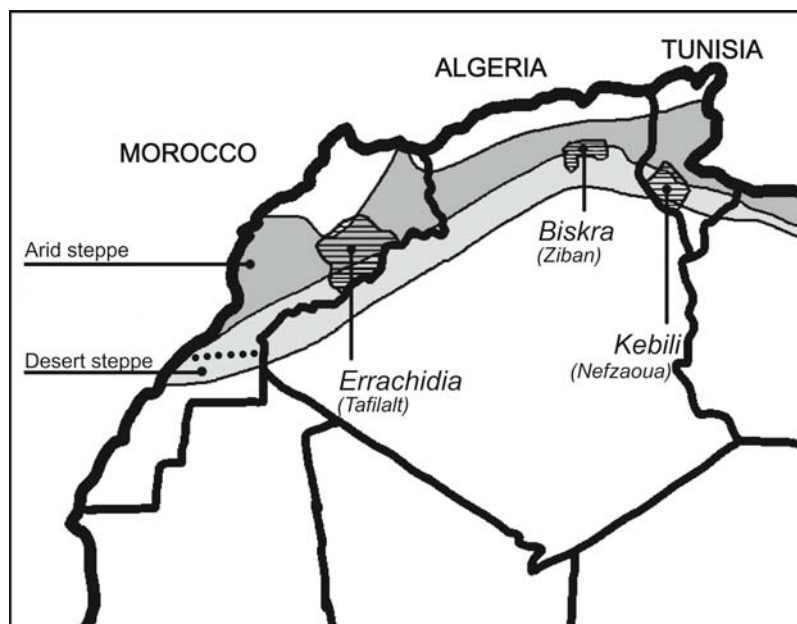 TUNISIA
ALGERIA
MOROCCO
Arid steppe
Biskra
(Ziban)
Desert steppe
Errachidia
(Tafilalt)
Kebili
(Nefzaoua)